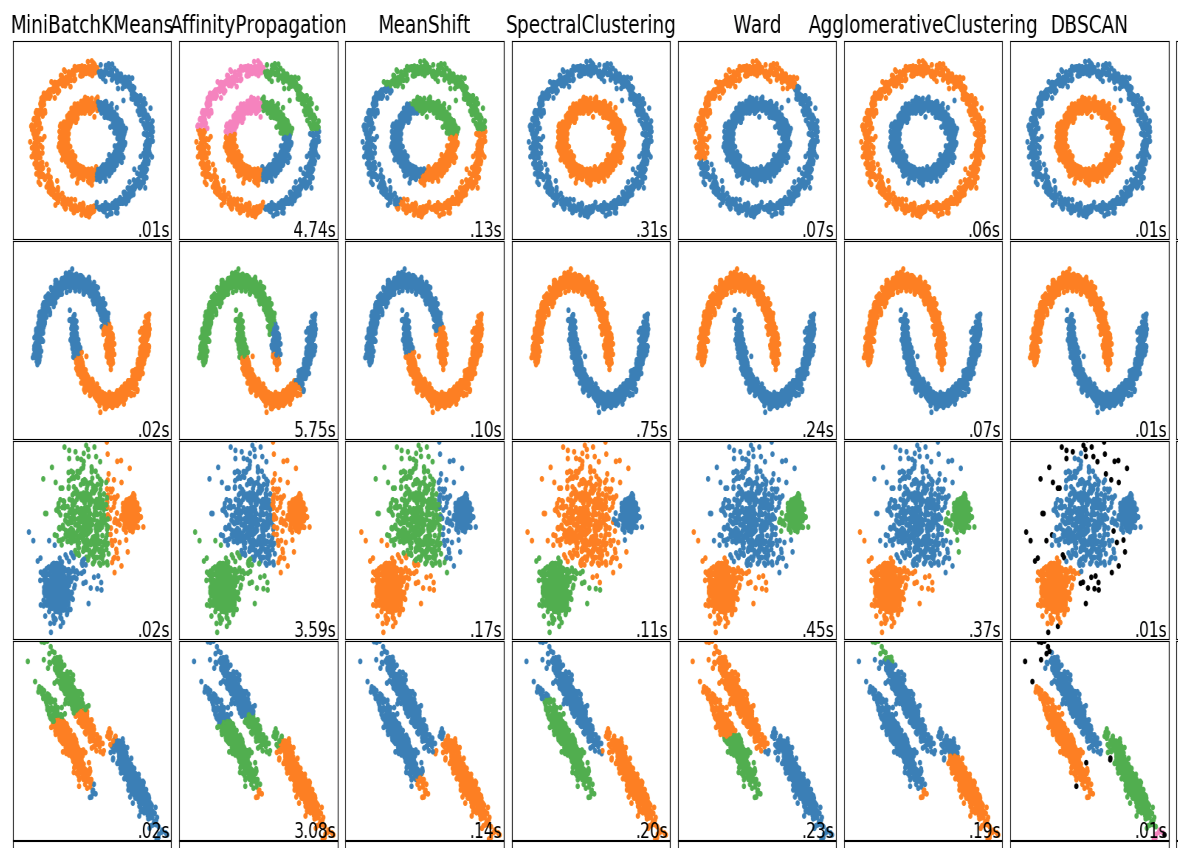 MiniBatchKMeans AffinityPropagation MeanShift SpectralClustering Ward AgglomerativeClustering DBSCAN
.01s 4.74s .13s .31s .07s .06s .01s
.02s 5.75s .10s .75s .24s .07s .01s
.02s 3.59s .17s .11s .45s .37s .01s
.02s 3.08s .14s .20s .23s .19s .01s